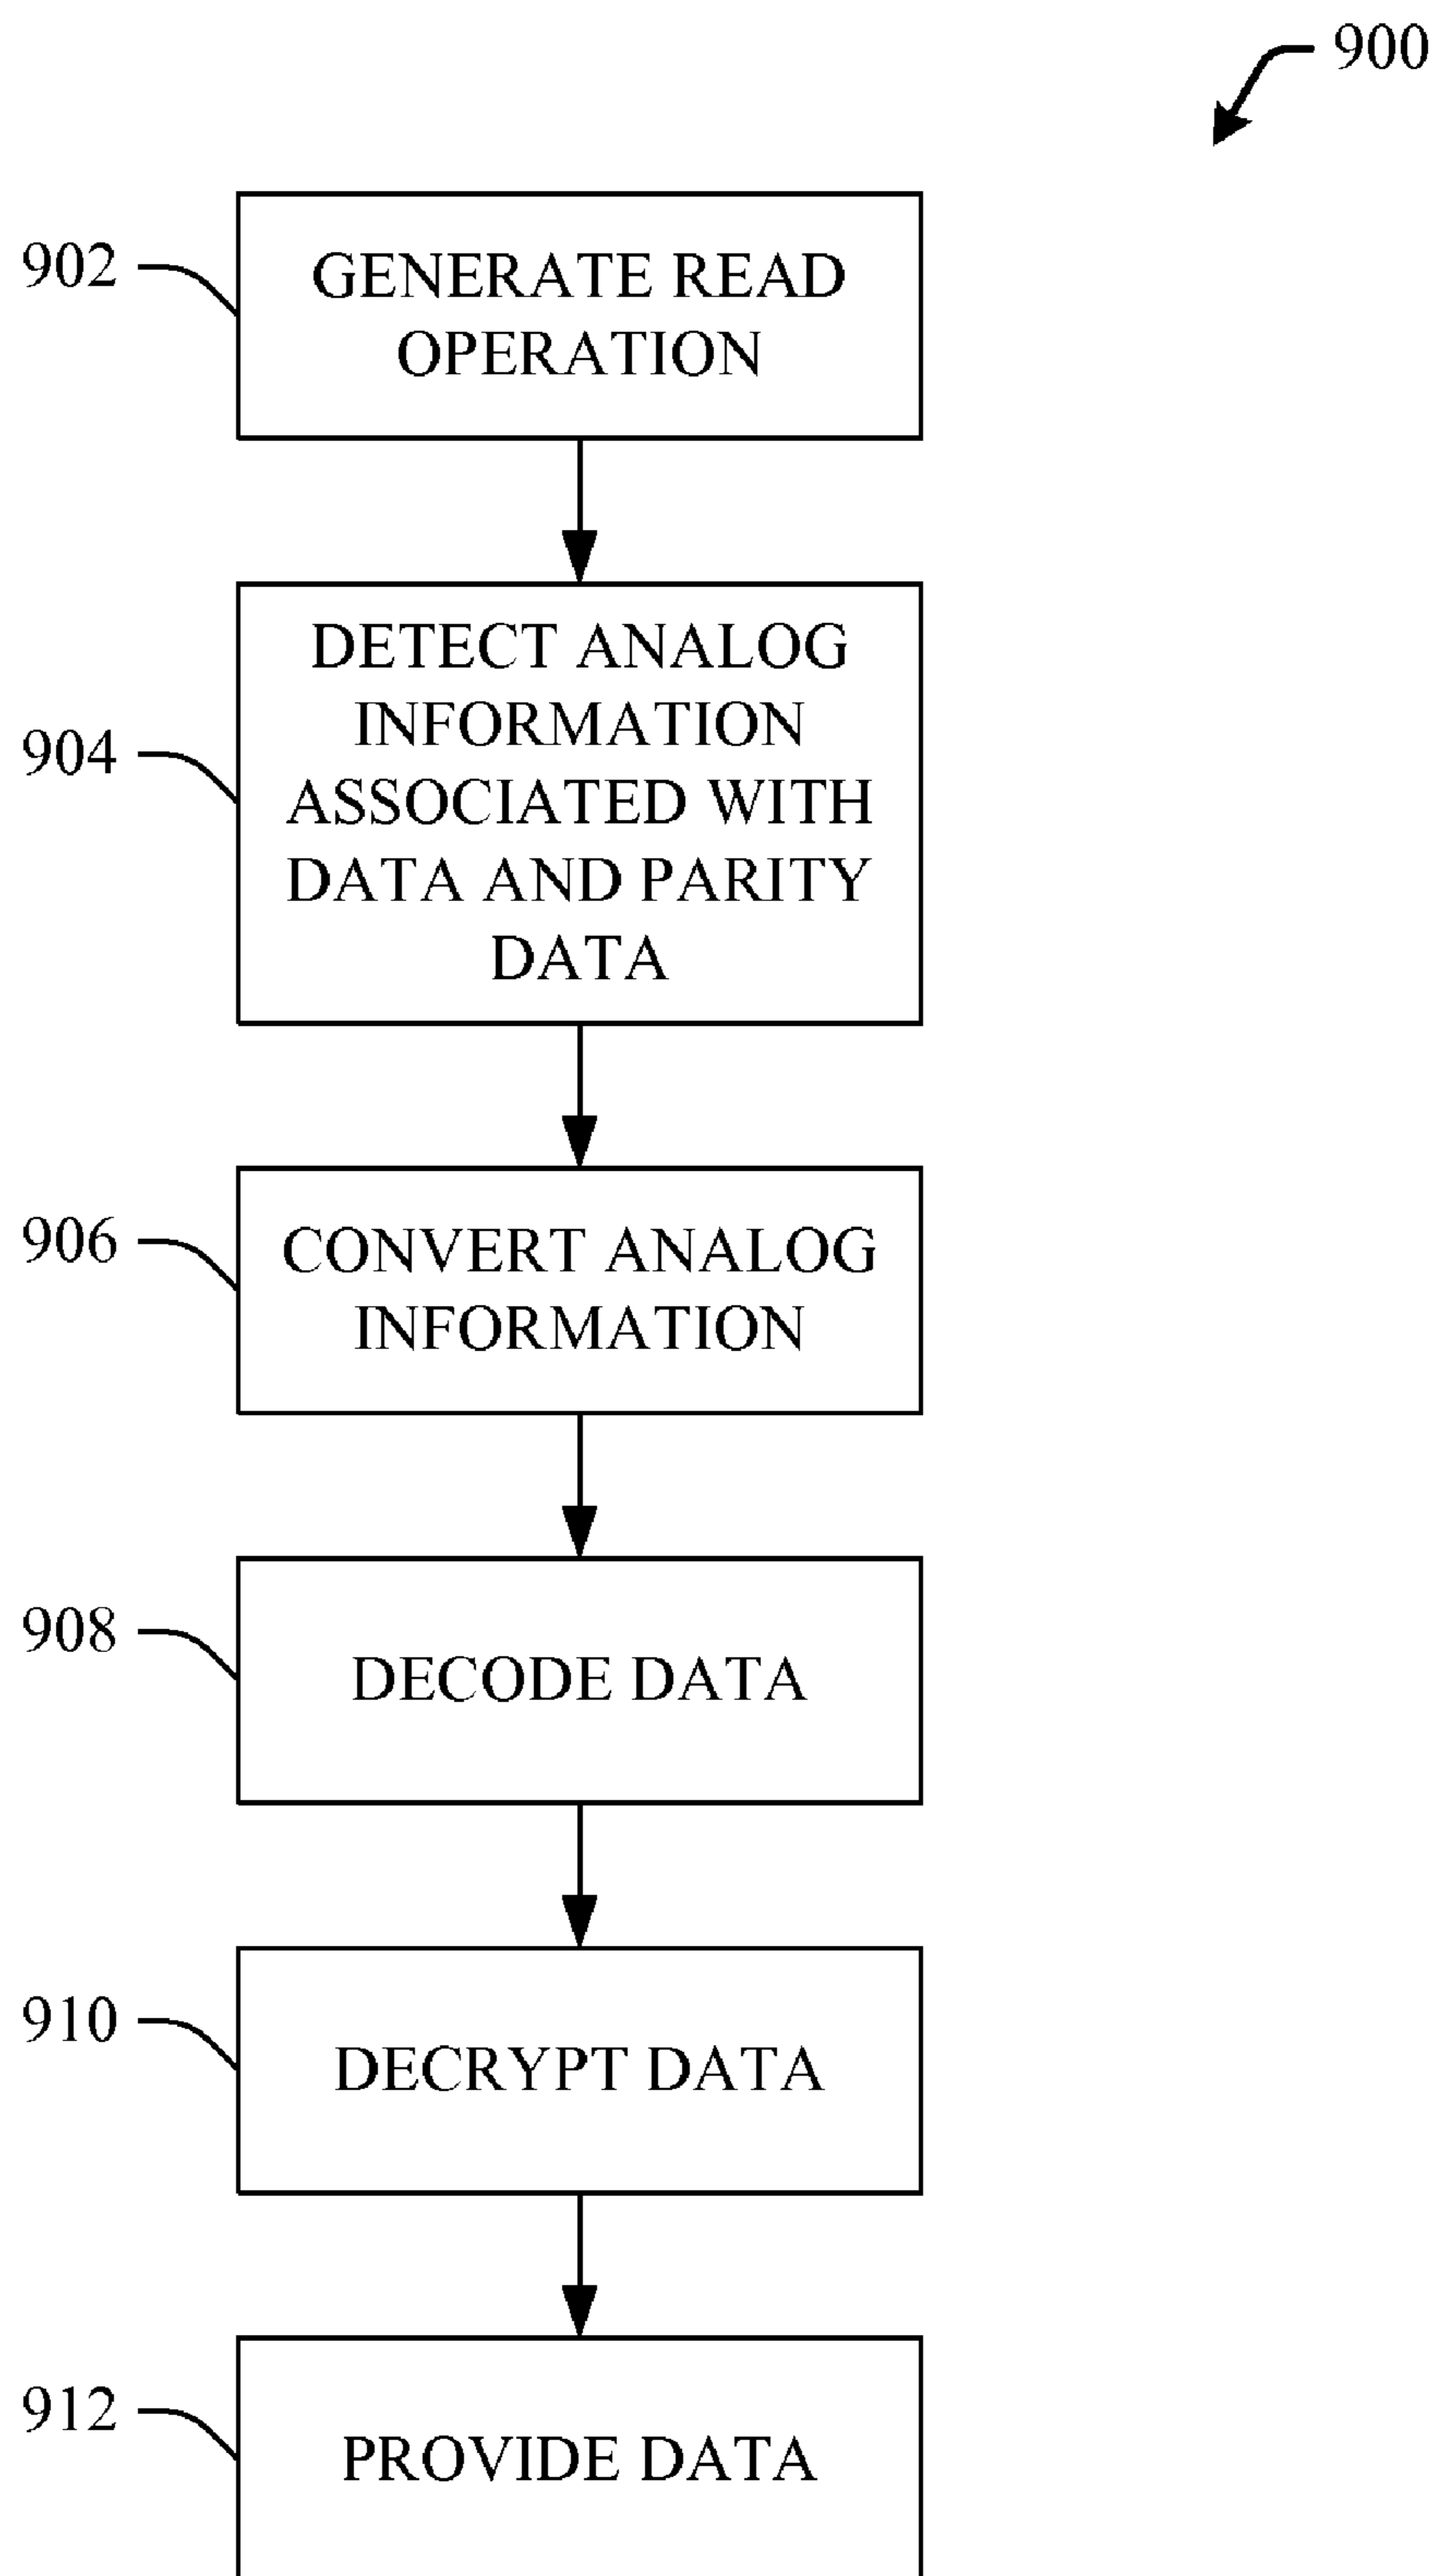 900
902
GENERATE READ
OPERATION
904
DETECT ANALOG
INFORMATION
ASSOCIATED WITH
DATA AND PARITY
DATA
906
CONVERT ANALOG
INFORMATION
908
DECODE DATA
910
DECRYPT DATA
912
PROVIDE DATA